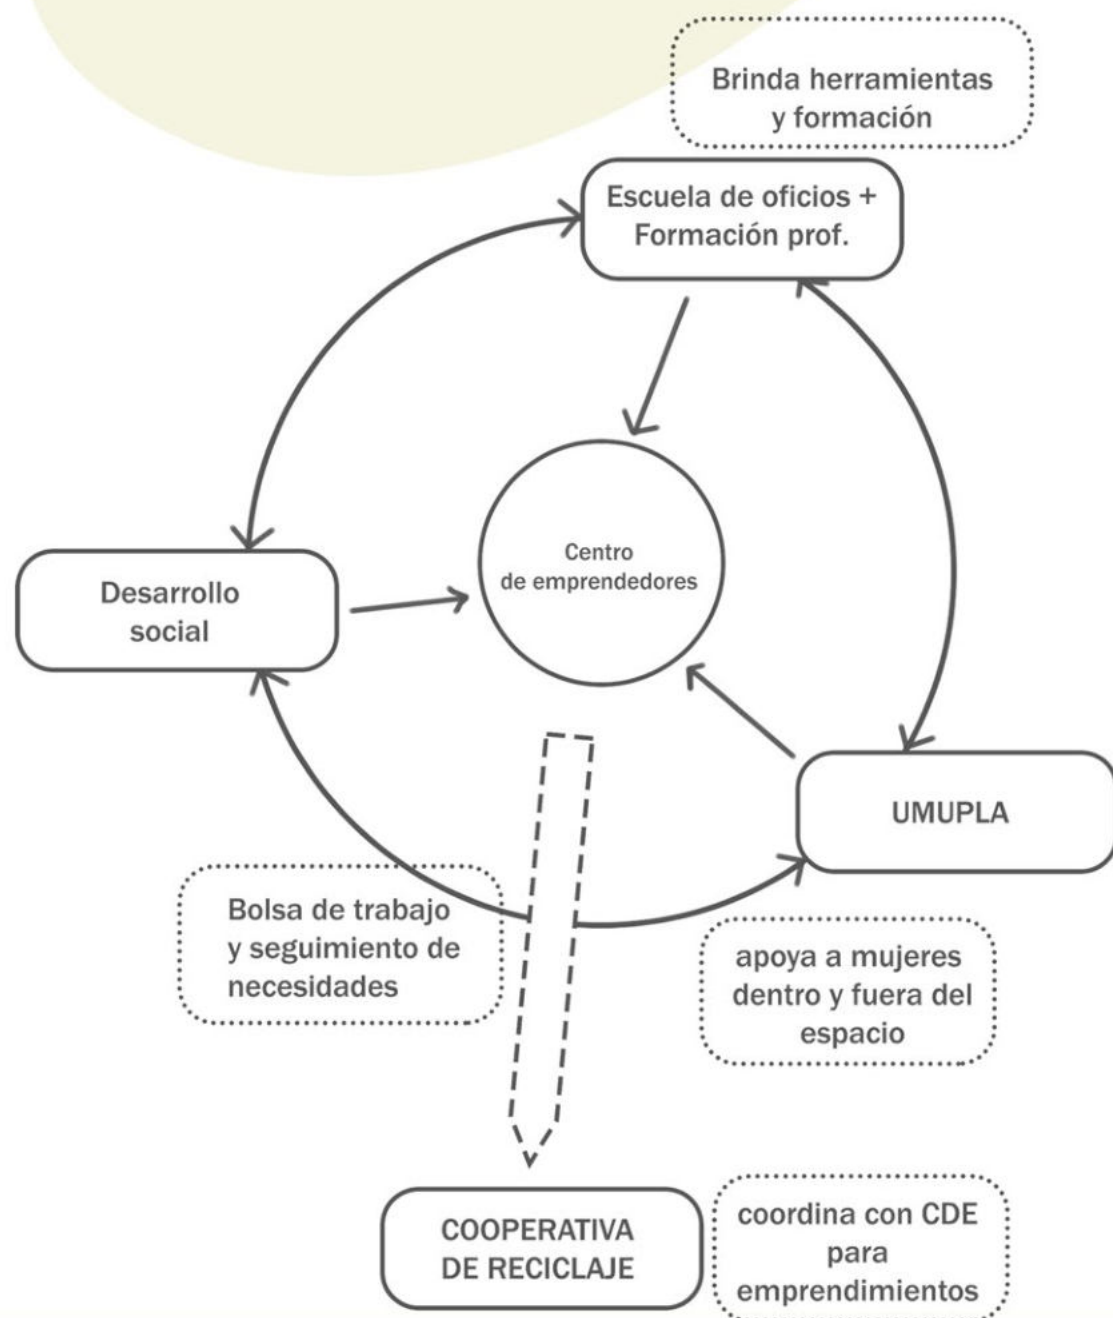 Brinda herramientas
y formación
Escuela de oficios +
Formación prof.
Centro
de emprendedores
Desarrollo
social
UMUPLA
Bolsa de trabajo
y seguimiento de
necesidades
apoya a mujeres
dentro y fuera del
espacio
COOPERATIVA
DE RECICLAJE
coordina con CDE
para
emprendimientos